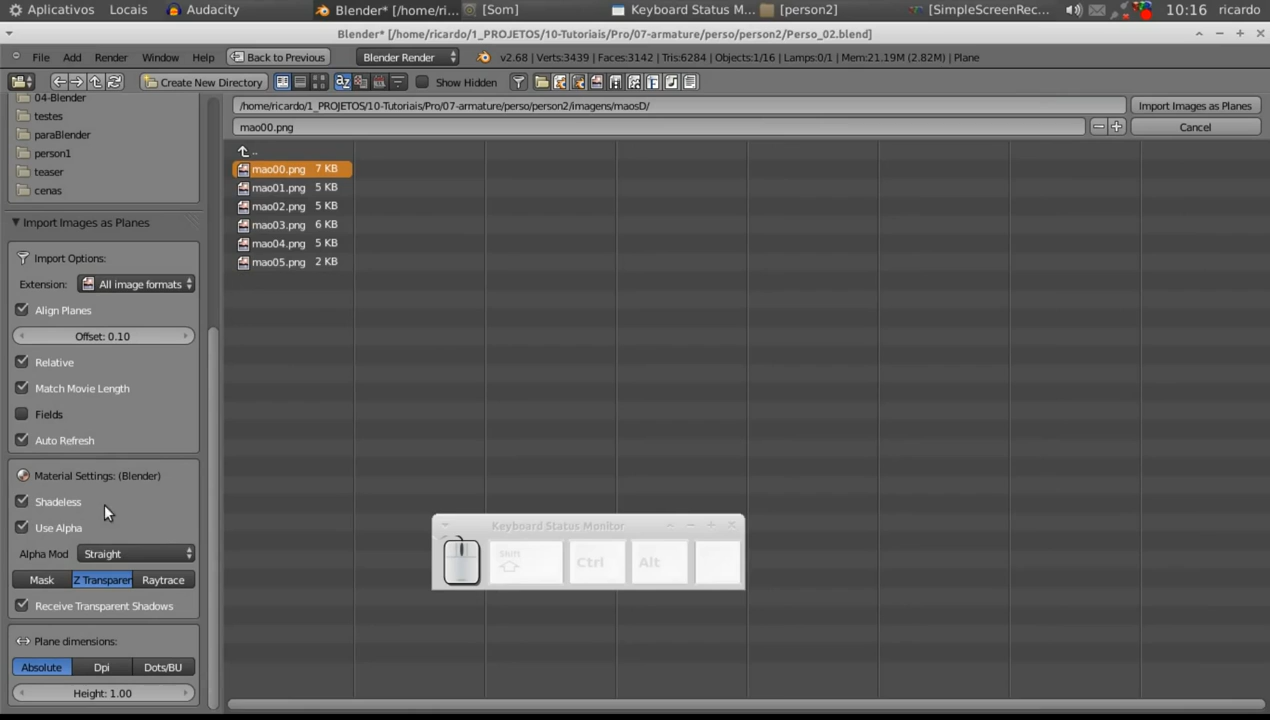 Aplicativos Locais Audacity Blender* [/home/ri... [Som] Keyboard Status M... [person2] [SimpleScreenRec... 10:16 ricardo
Blender* [/home/ricardo/1_PROJETOS/10-Tutoriais/Pro/07-armature/perso/person2/Perso_02.blend]
File Add Render Window Help Back to Previous Blender Render v2.68 | Verts:3439 | Faces:3142 | Tris:6284 | Objects:1/16 | Lamps:0/1 | Mem:21.19M (2.82M) | Plane
Create New Directory Show Hidden
04-Blender
testes
paraBlender
person1
teaser
cenas
/home/ricardo/1_PROJETOS/10-Tutoriais/Pro/07-armature/perso/person2/imagens/maosD/ Import Images as Planes
mao00.png Cancel
..
mao00.png 7 KB
mao01.png 5 KB
mao02.png 5 KB
mao03.png 6 KB
mao04.png 5 KB
mao05.png 2 KB
Import Images as Planes
Import Options:
Extension: All image formats
Align Planes
Offset: 0.10
Relative
Match Movie Length
Fields
Auto Refresh
Material Settings: (Blender)
Shadeless
Use Alpha
Alpha Mod Straight
Mask Z Transparer Raytrace
Receive Transparent Shadows
Plane dimensions:
Absolute Dpi Dots/BU
Height: 1.00
Keyboard Status Monitor
Shift Ctrl Alt